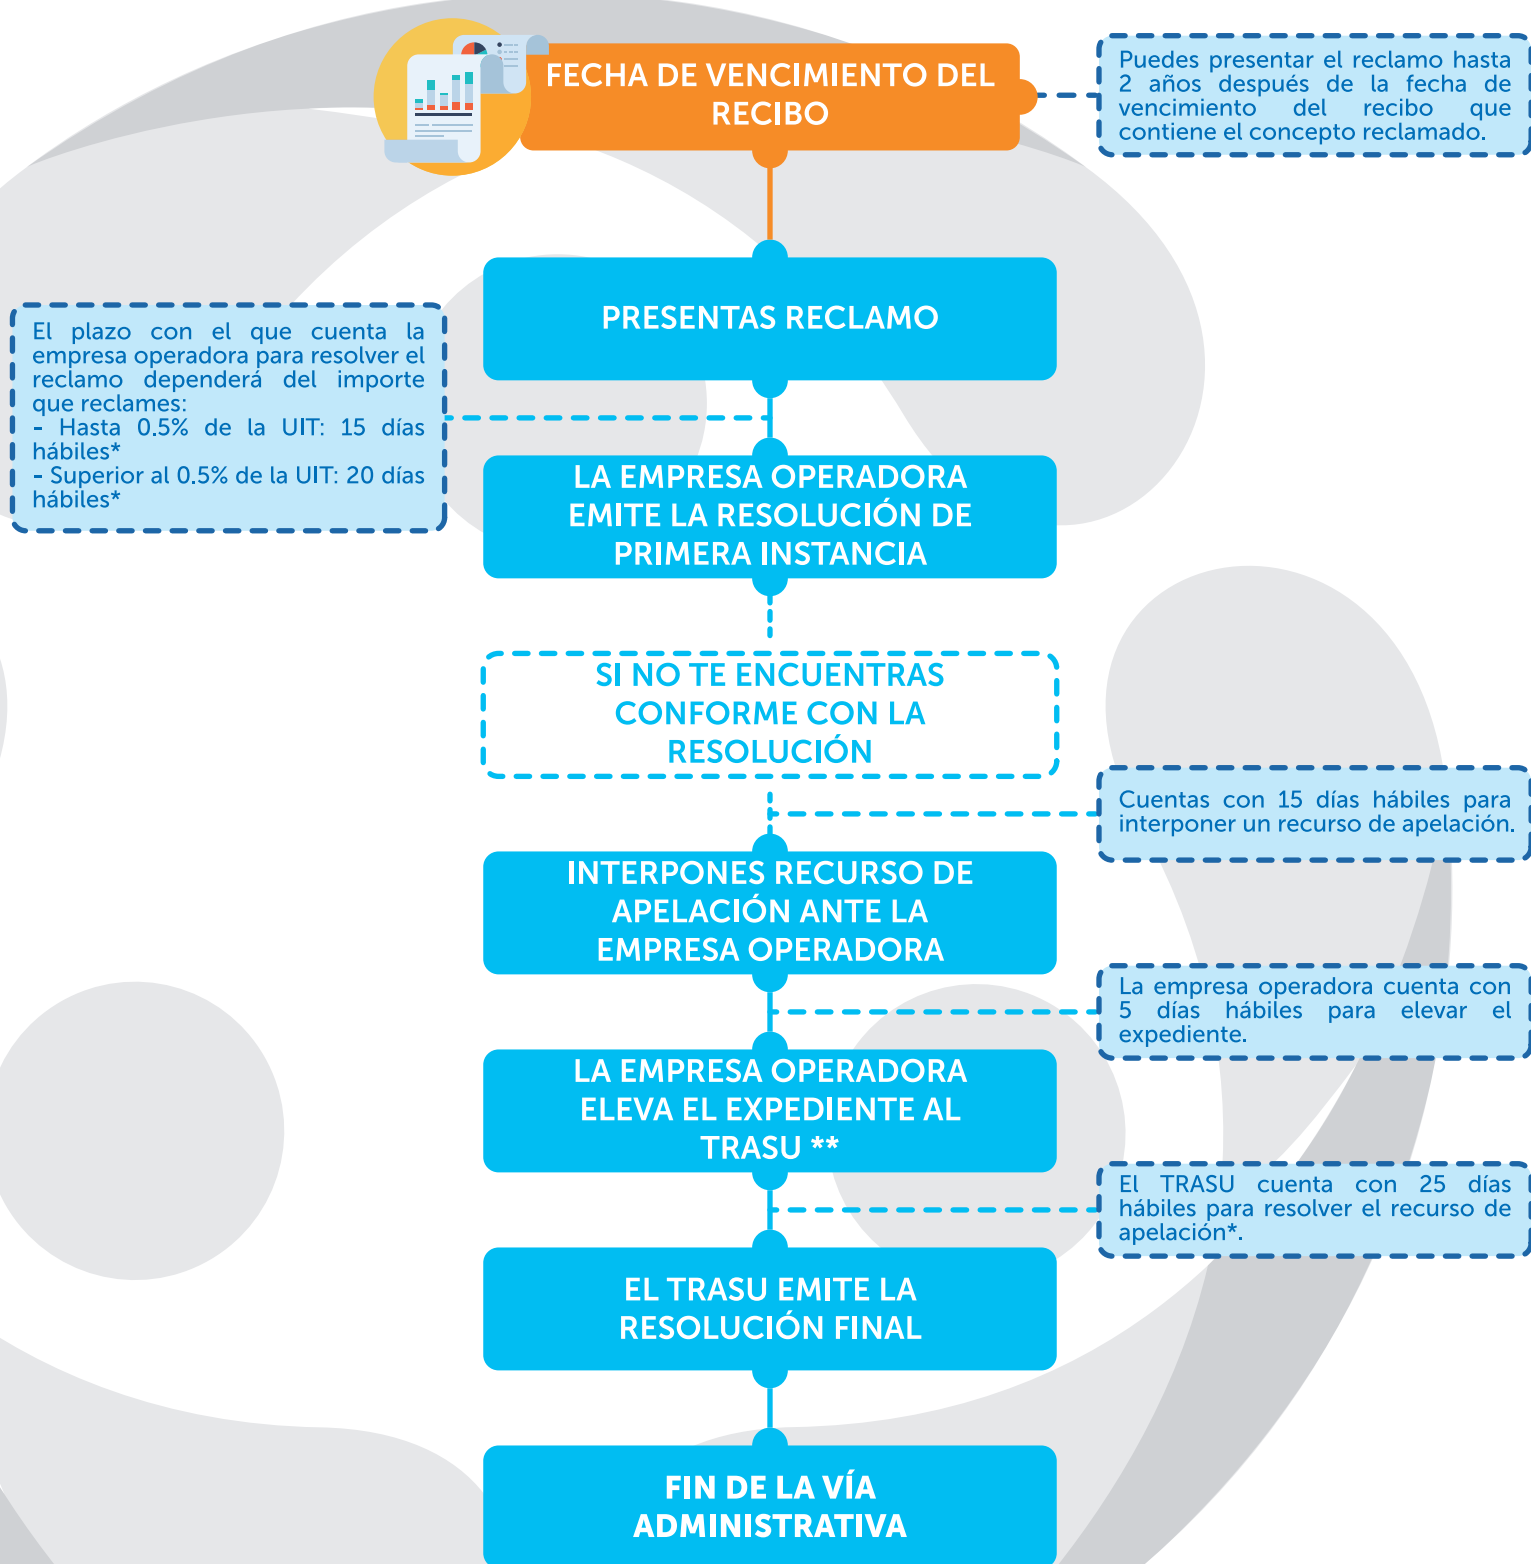 FECHA DE VENCIMIENTO DEL
RECIBO
Puedes presentar el reclamo hasta
2 años después de la fecha de
vencimiento del recibo que
contiene el concepto reclamado.
PRESENTAS RECLAMO
El plazo con el que cuenta la
empresa operadora para resolver el
reclamo dependerá del importe
que reclames:
- Hasta 0.5% de la UIT: 15 días
hábiles*
- Superior al 0.5% de la UIT: 20 días
hábiles*
LA EMPRESA OPERADORA
EMITE LA RESOLUCIÓN DE
PRIMERA INSTANCIA
SI NO TE ENCUENTRAS
CONFORME CON LA
RESOLUCIÓN
Cuentas con 15 días hábiles para
interponer un recurso de apelación.
INTERPONES RECURSO DE
APELACIÓN ANTE LA
EMPRESA OPERADORA
La empresa operadora cuenta con
5 días hábiles para elevar el
expediente.
LA EMPRESA OPERADORA
ELEVA EL EXPEDIENTE AL
TRASU **
El TRASU cuenta con 25 días
hábiles para resolver el recurso de
apelación*.
EL TRASU EMITE LA
RESOLUCIÓN FINAL
FIN DE LA VÍA
ADMINISTRATIVA